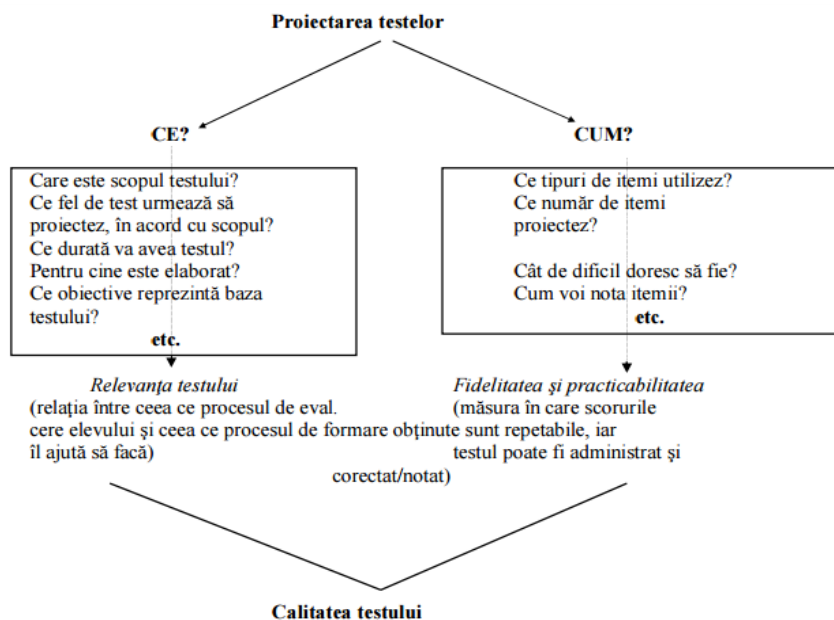 Proiectarea testelor
CE?
CUM?
Care este scopul testului?
Ce fel de test urmează să
proiectez, în acord cu scopul?
Ce durată va avea testul?
Pentru cine este elaborat?
Ce obiective reprezintă baza
testului?
etc.
Ce tipuri de itemi utilizez?
Ce număr de itemi
proiectez?
Cât de dificil doresc să fie?
Cum voi nota itemii?
etc.
Relevanţa testului
Fidelitatea şi practicabilitatea
(relaţia între ceea ce procesul de eval.
(măsura în care scorurile
cere elevului şi ceea ce procesul de formare obţinute sunt repetabile, iar
îl ajută să facă)
testul poate fi administrat şi
corectat/notat)
Calitatea testului